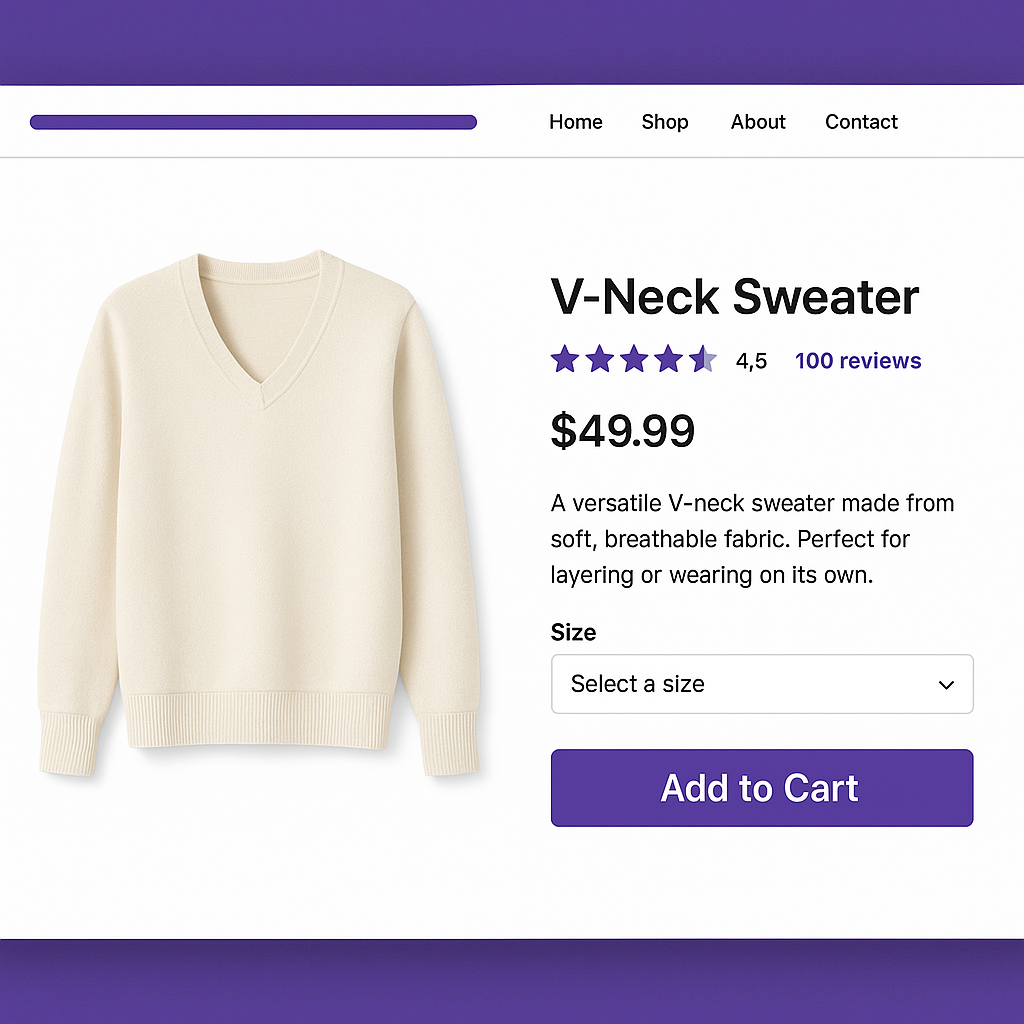 Home Shop About Contact
V-Neck Sweater
4,5 100 reviews
$49.99
A versatile V-neck sweater made from
soft, breathable fabric. Perfect for
layering or wearing on its own.
Size
Select a size
Add to Cart